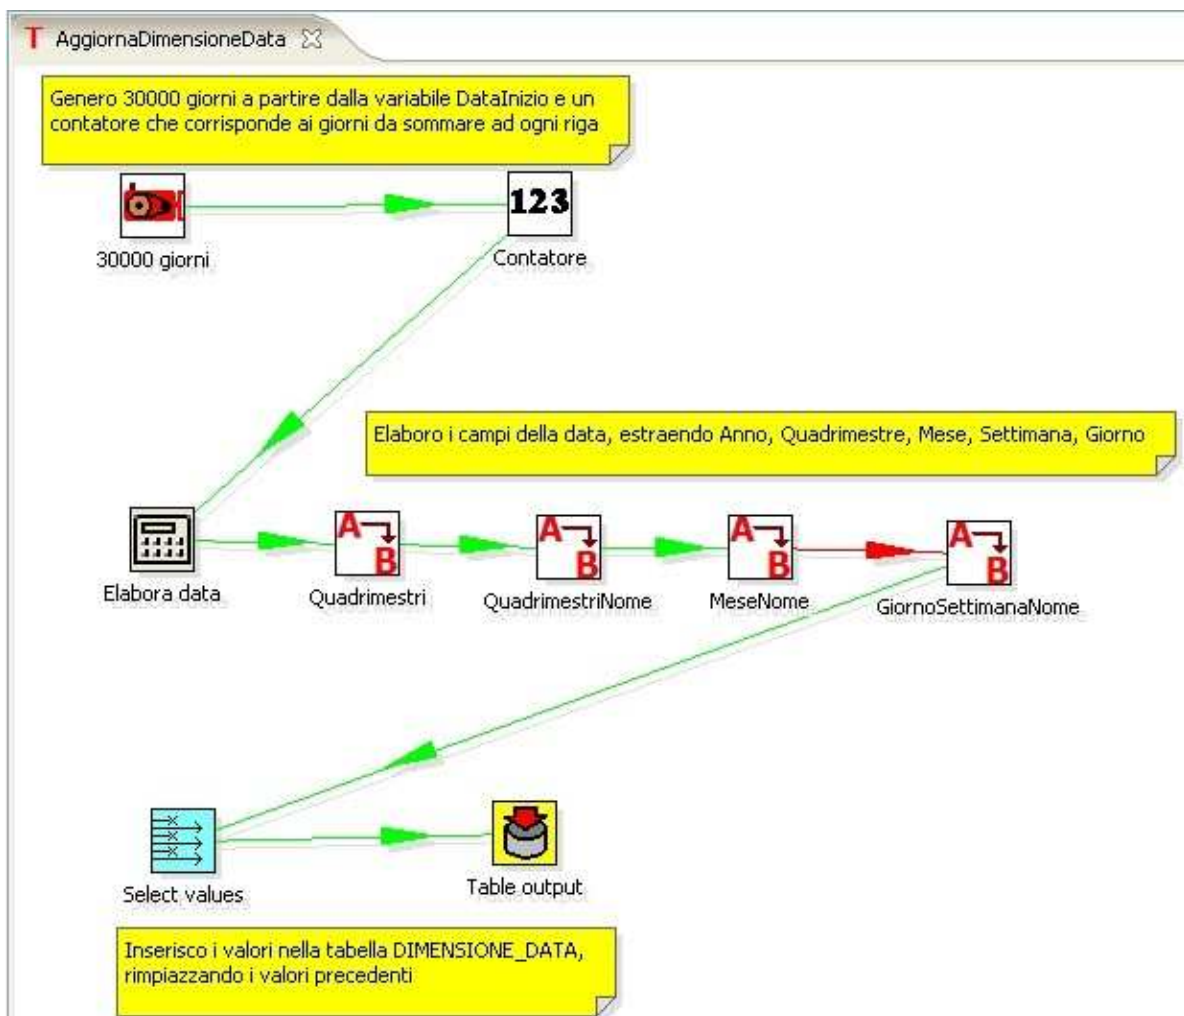 T AggiornaDimensioneData
Genero 30000 giorni a partire dalla variabile DataInizio e un
contatore che corrisponde ai giorni da sommare ad ogni riga
123
30000 giorni
Contatore
Elaboro i campi della data, estraendo Anno, Quadrimestre, Mese, Settimana, Giorno
A B
A B
A B
A B
Elabora data
Quadrimestri
QuadrimestriNome
MeseNome
GiornoSettimanaNome
Select values
Table output
Inserisco i valori nella tabella DIMENSIONE_DATA,
rimpiazzando i valori precedenti